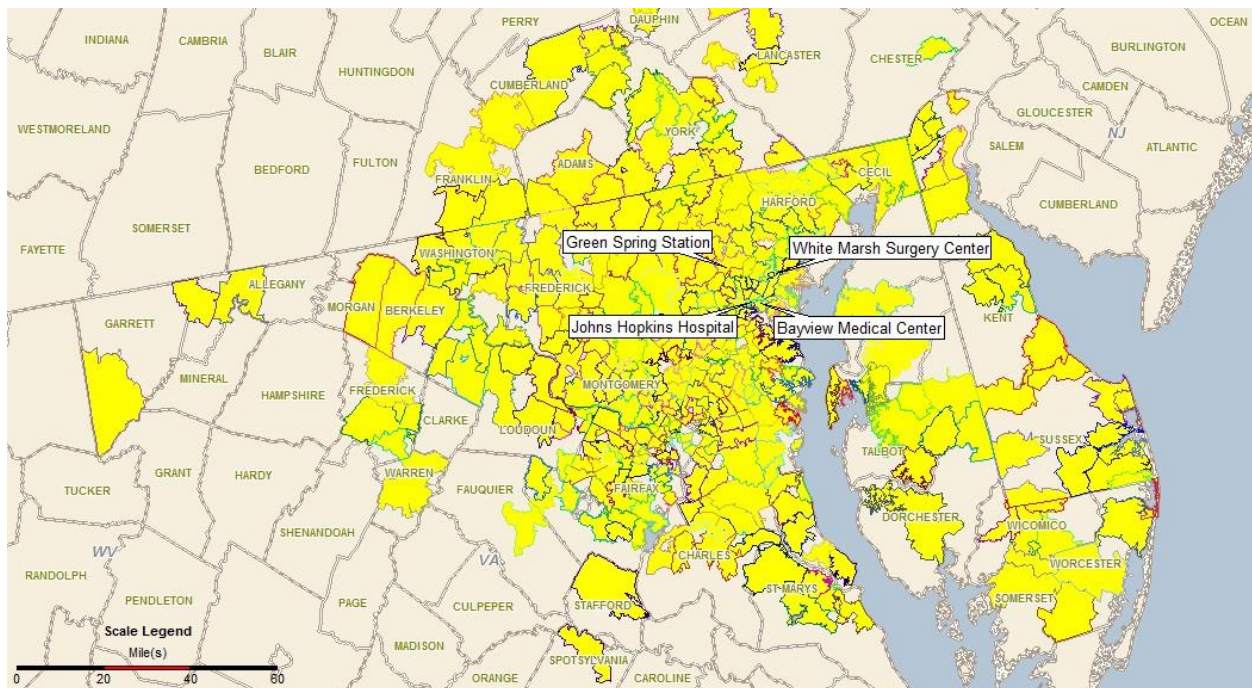 PERRY
DAUPHIN
OCEAN
INDIANA
CAMBRIA
BLAIR
LANCASTER
BURLINGTON
CHESTER
HUNTINGDON
CUMBERLAND
CAMDEN
GLOUCESTER
WESTMORELAND
YORK
NJ
BEDFORD
FULTON
ADAMS
SALEM
ATLANTIC
FRANKLIN
CECIL
SOMERSET
HARFORD
CUMBERLAND
FAYETTE
Green Spring Station
White Marsh Surgery Center
WASHINGTON
ALLEGANY
FREDERICK
MORGAN
BERKELEY
KENT
GARRETT
Johns Hopkins Hospital
Bayview Medical Center
MINERAL
MONTGOMERY
HAMPSHIRE
FREDERICK
CLARKE
LOUDOUN
SUSSEX
TALBOT
GRANT
HARDY
WARREN
FAUQUIER
FAIRFAX
TUCKER
DORCHESTER
WICOMICO
SHENANDOAH
WV
VA
CHARLES
WORCESTER
RANDOLPH
ST MARYS
SOMERSET
PENDLETON
PAGE
CULPEPER
STAFFORD
Scale Legend
MADISON
Mile(s)
SPOTSYLVANIA
ORANGE
CAROLINE
0 20 40 60